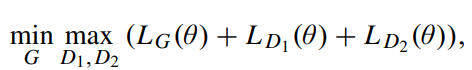 min max (L_G(θ) + L_{D_1}(θ) + L_{D_2}(θ)),
G D_1,D_2